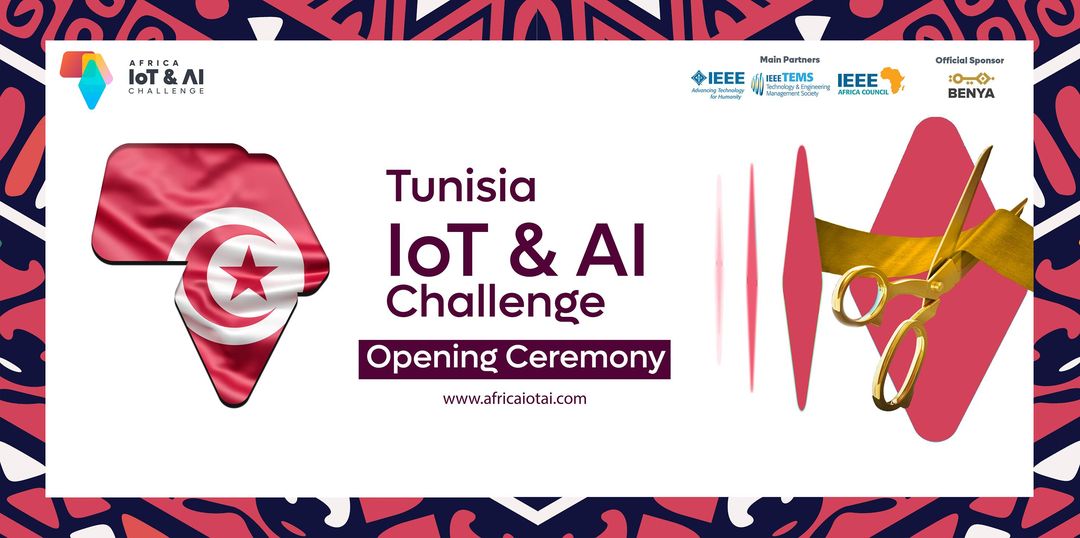 AFRICA
IoT & AI
CHALLENGE
Main Partners
IEEE
Advancing Technology
for Humanity
IEEE TEMS
Technology & Engineering
Management Society
IEEE
AFRICA COUNCIL
Official Sponsor
BENYA
Tunisia
IoT & AI
Challenge
Opening Ceremony
www.africaiotai.com